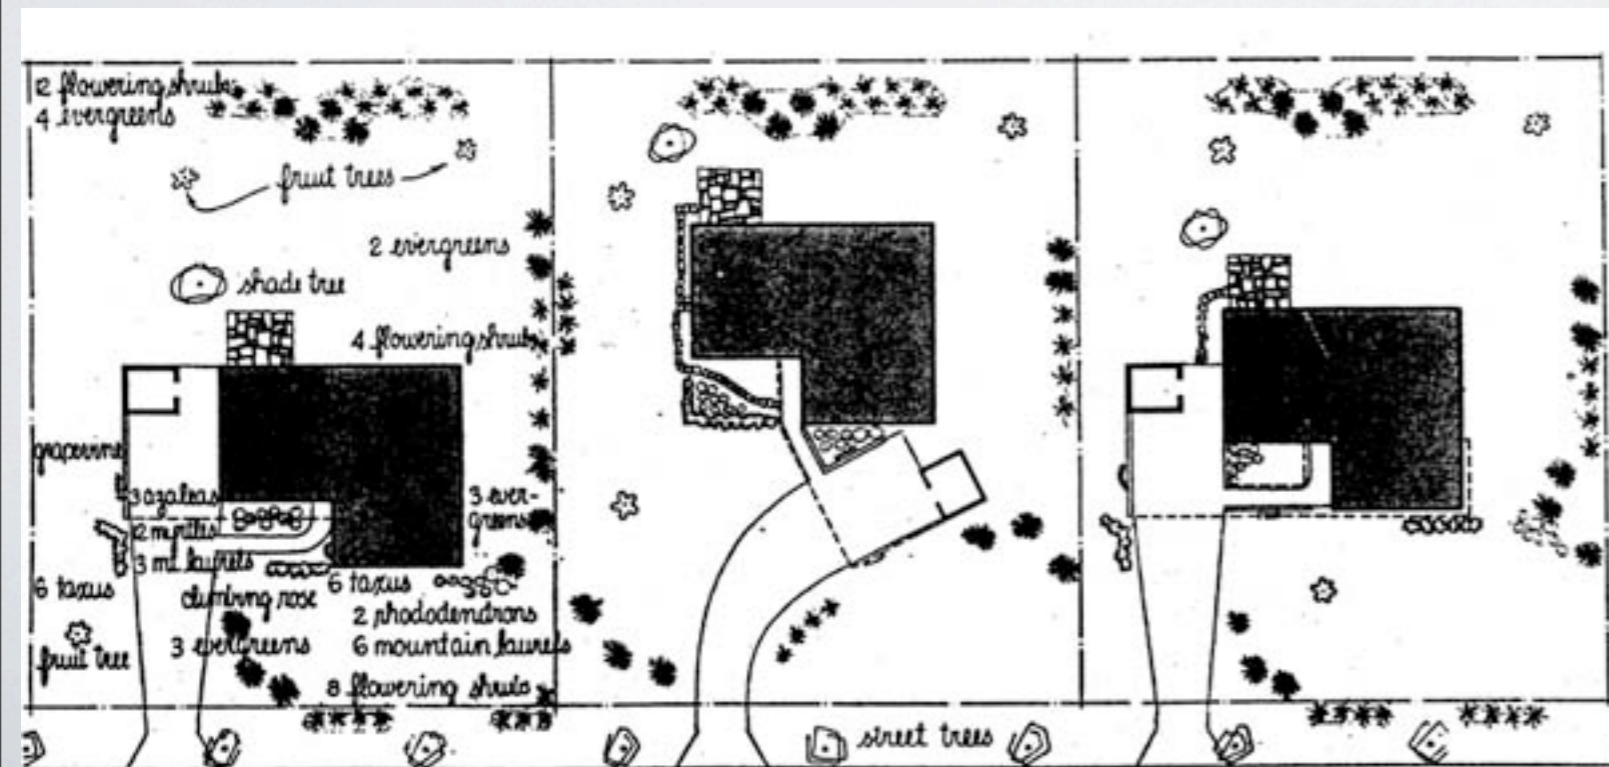 12 flowering shrubs
4 evergreens
fruit trees
2 evergreens
shade tree
4 flowering shrubs
grapevine
3 azaleas
2 myrtles
3 mt. laurels
3 ever-
greens
6 taxus
climbing rose
6 taxus
2 rhododendrons
3 evergreens
6 mountain laurels
fruit tree
8 flowering shrubs
street trees